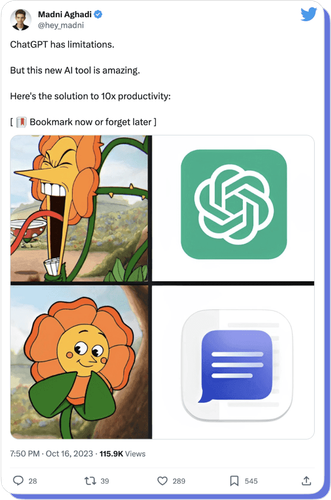 Madni Aghadi
@hey_madni
ChatGPT has limitations.
But this new AI tool is amazing.
Here's the solution to 10x productivity:
[ 🔖 Bookmark now or forget later ]
7:50 PM · Oct 16, 2023 · 115.9K Views
28 39 289 545